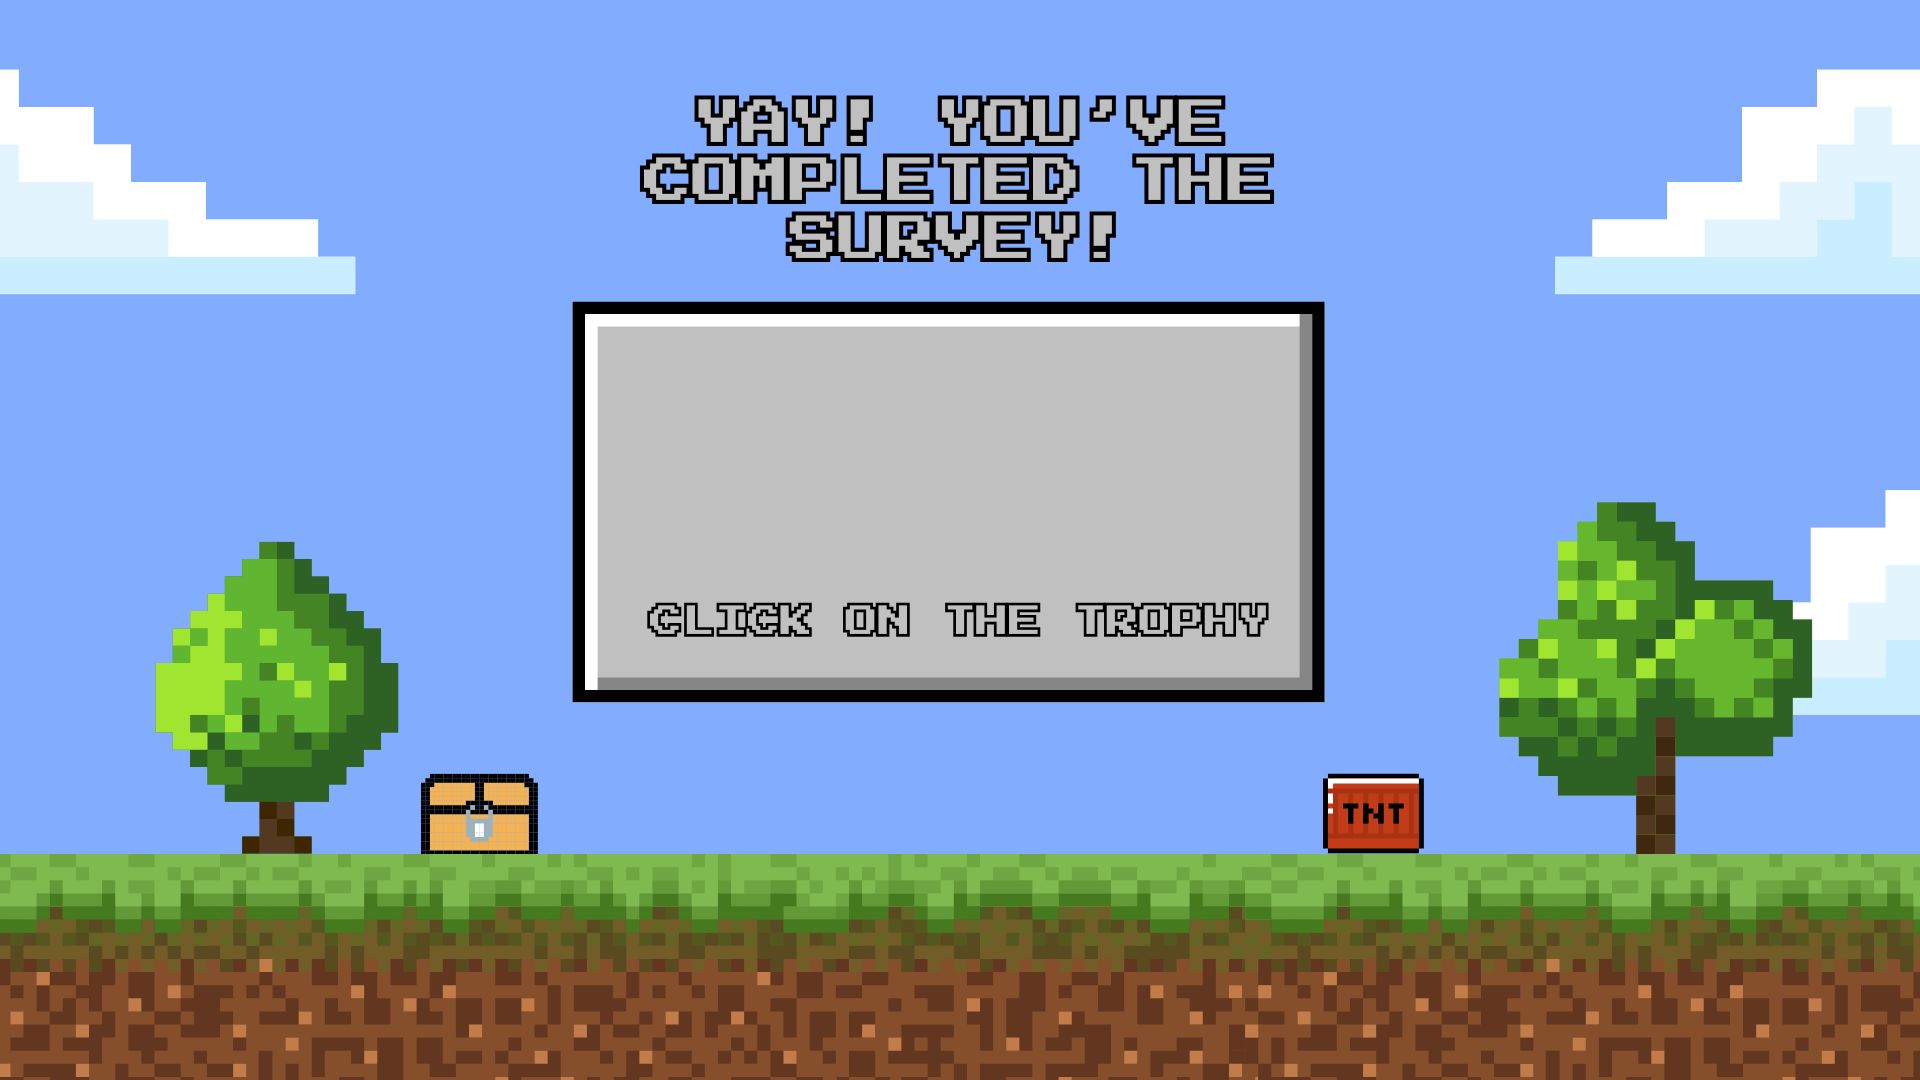 YAY! YOU'VE
COMPLETED THE
SURVEY!
CLICK ON THE TROPHY
TNT